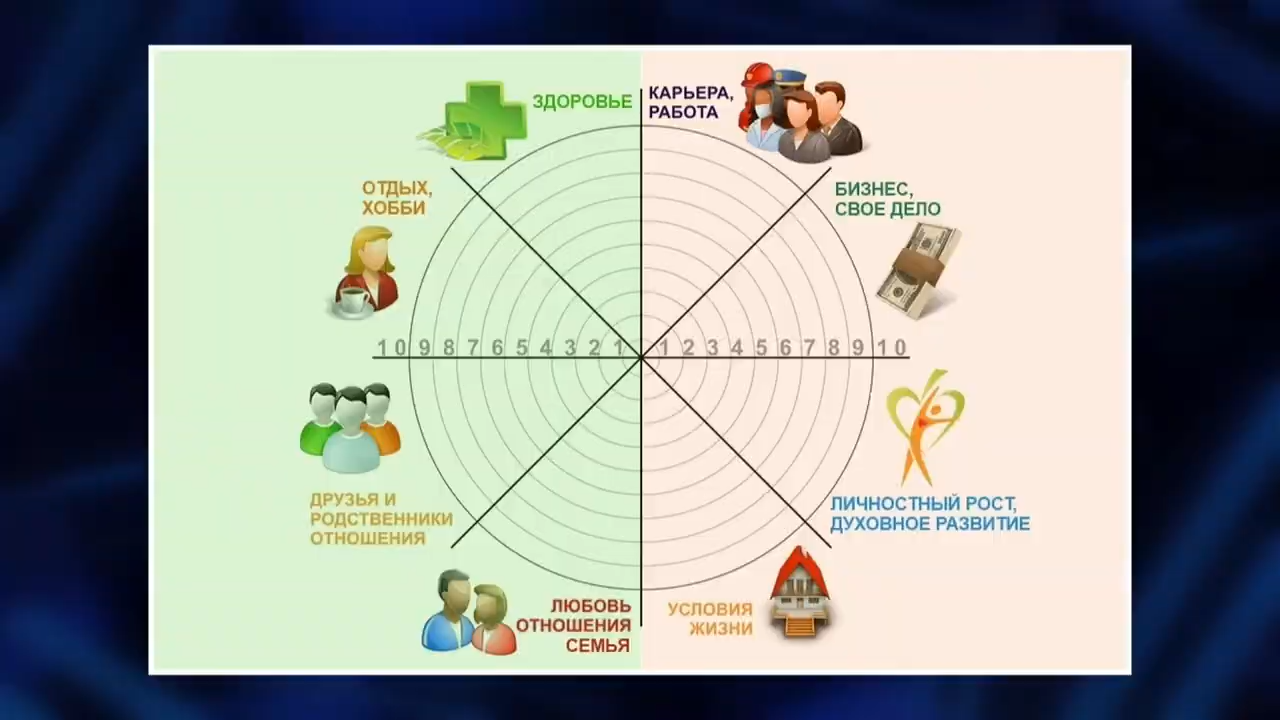 ЗДОРОВЬЕ
КАРЬЕРА,
РАБОТА
ОТДЫХ,
ХОББИ
БИЗНЕС,
СВОЕ ДЕЛО
10 9 8 7 6 5 4 3 2 1 1 2 3 4 5 6 7 8 9 10
ДРУЗЬЯ И
РОДСТВЕННИКИ
ОТНОШЕНИЯ
ЛИЧНОСТНЫЙ РОСТ,
ДУХОВНОЕ РАЗВИТИЕ
ЛЮБОВЬ
ОТНОШЕНИЯ
СЕМЬЯ
УСЛОВИЯ
ЖИЗНИ